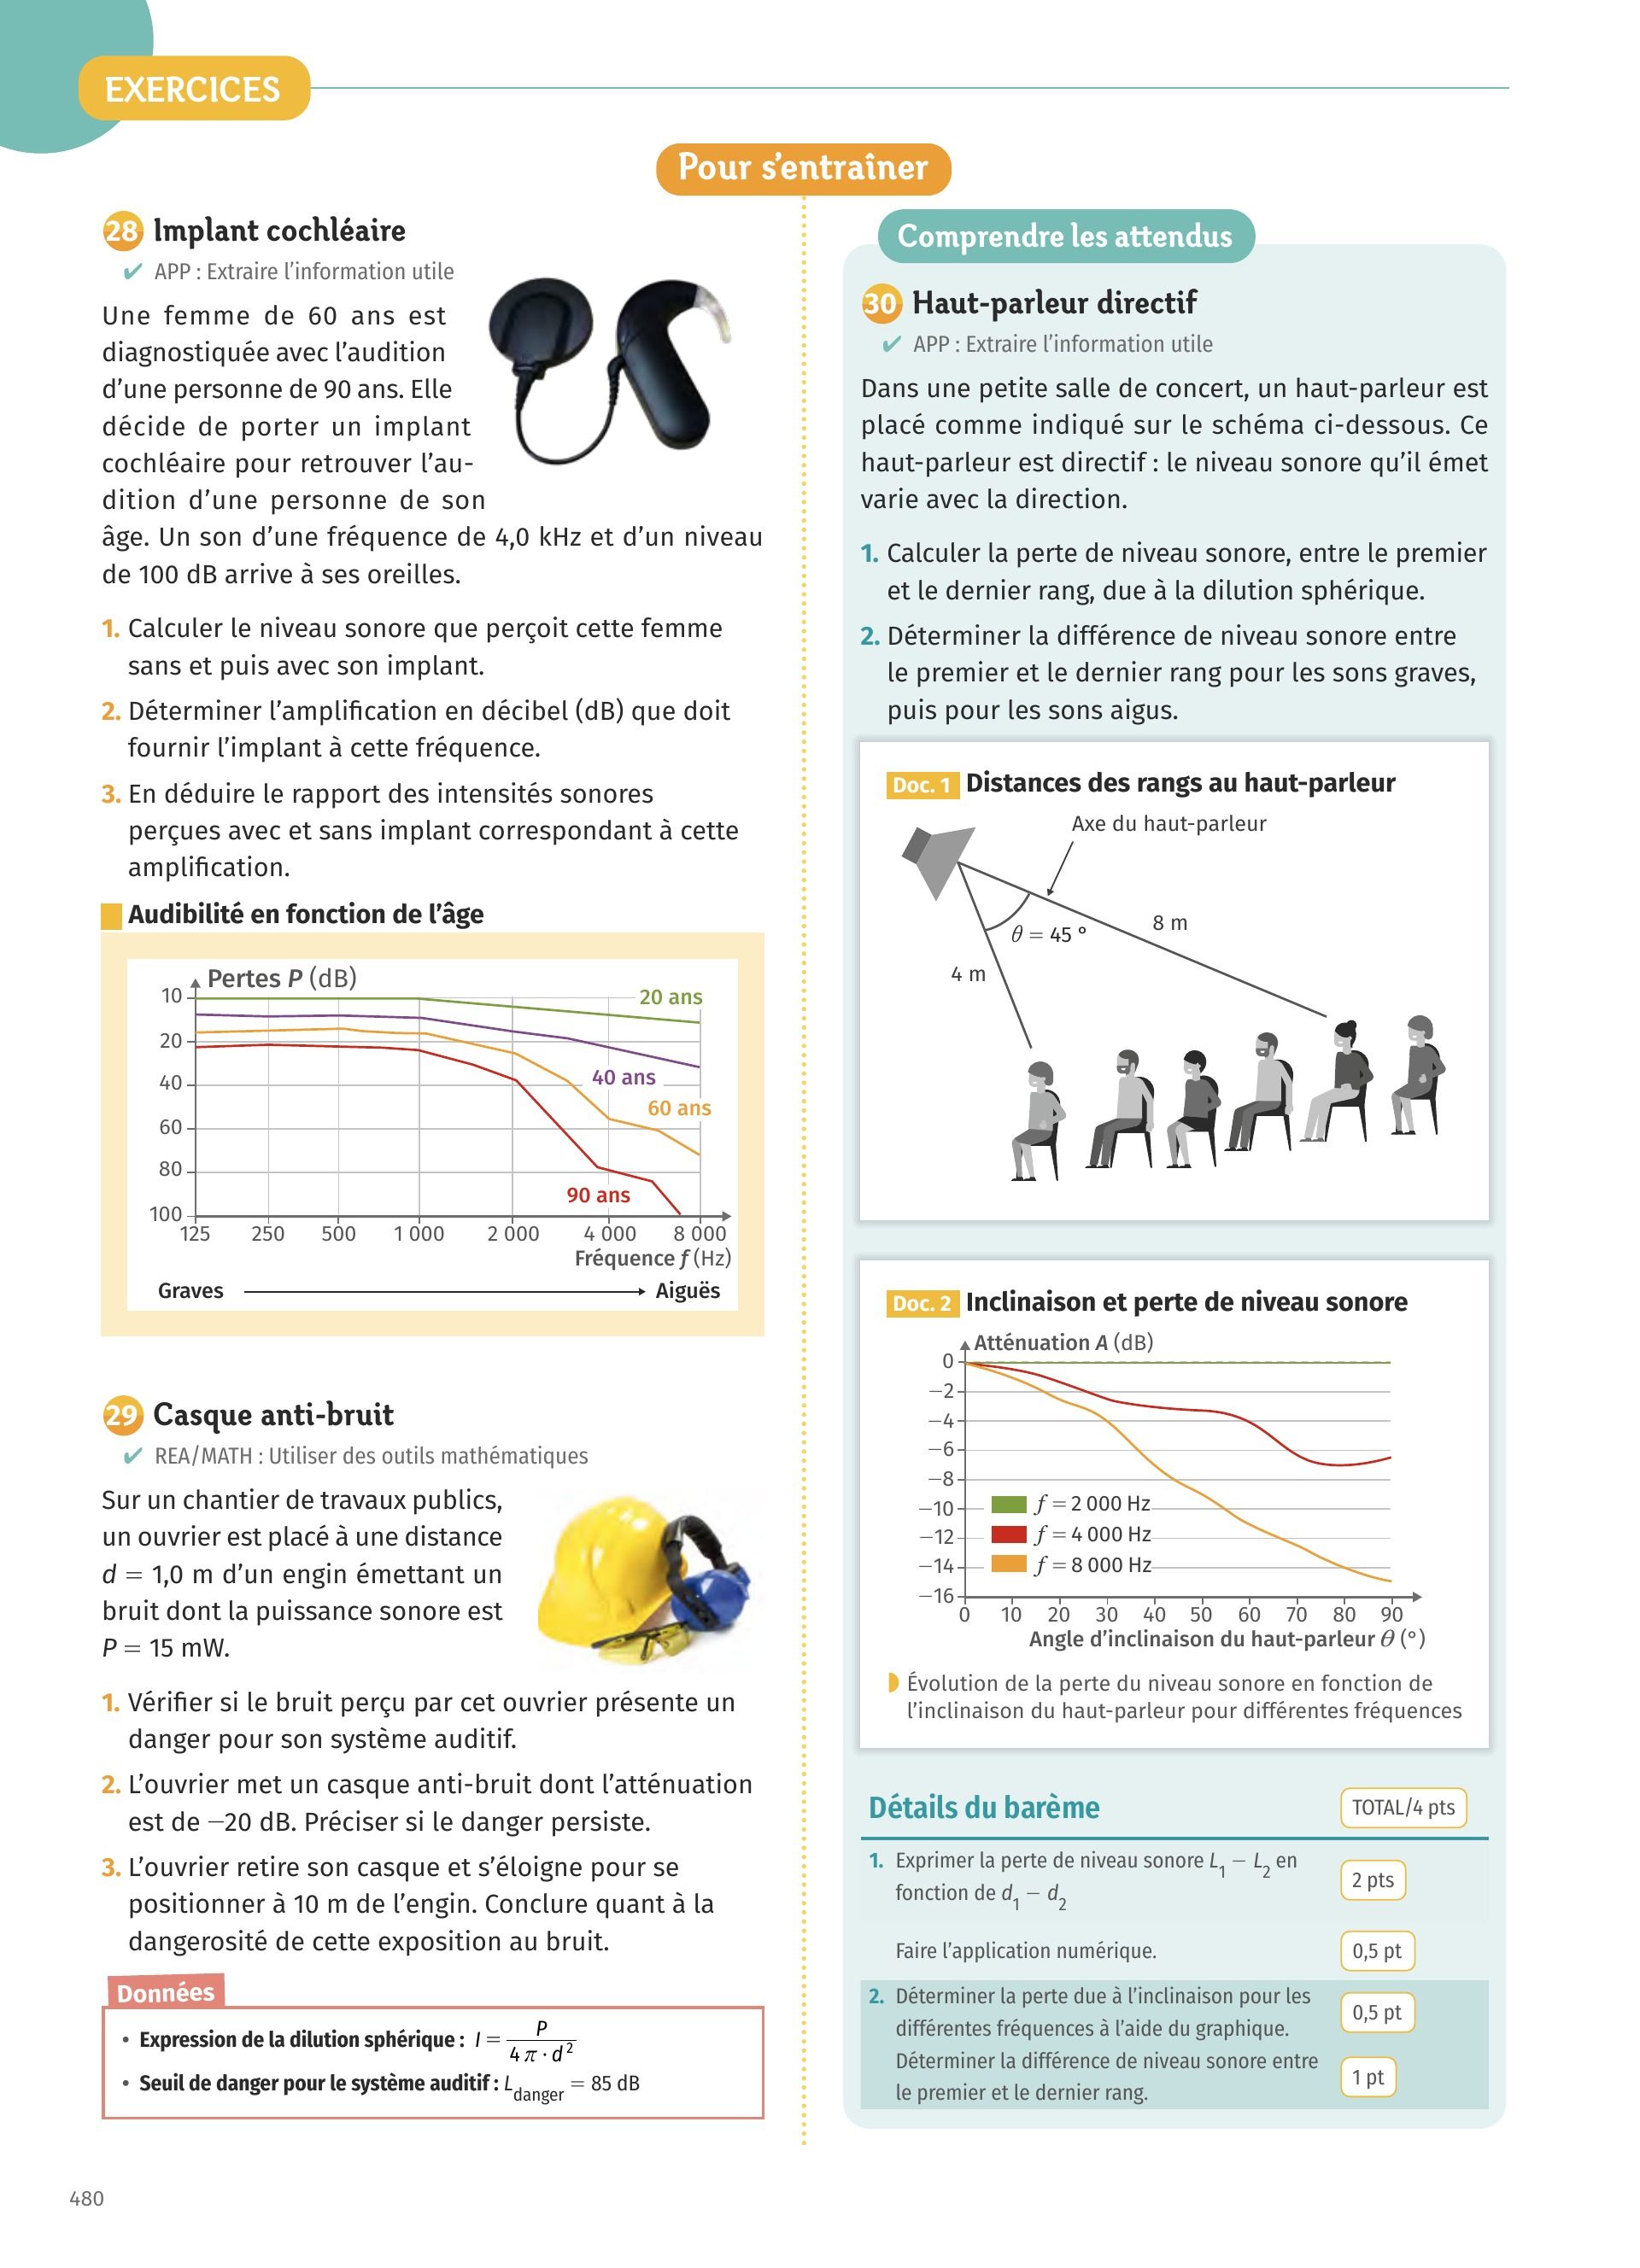 EXERCICES
Pour s'entraîner
28 Implant cochléaire
✔ APP : Extraire l'information utile
Une femme de 60 ans est
diagnostiquée avec l'audition
d'une personne de 90 ans. Elle
décide de porter un implant
cochléaire pour retrouver l'au-
dition d'une personne de son
âge. Un son d'une fréquence de 4,0 kHz et d'un niveau
de 100 dB arrive à ses oreilles.
1. Calculer le niveau sonore que perçoit cette femme
sans et puis avec son implant.
2. Déterminer l'amplification en décibel (dB) que doit
fournir l'implant à cette fréquence.
3. En déduire le rapport des intensités sonores
perçues avec et sans implant correspondant à cette
amplification.
Audibilité en fonction de l'âge
Pertes P (dB)
10
20
40
60
80
100
20 ans
40 ans
60 ans
90 ans
125 250 500 1 000 2 000 4 000 8 000
Fréquence f (Hz)
Graves Aiguës
29 Casque anti-bruit
✔ REA/MATH : Utiliser des outils mathématiques
Sur un chantier de travaux publics,
un ouvrier est placé à une distance
d = 1,0 m d'un engin émettant un
bruit dont la puissance sonore est
P = 15 mW.
1. Vérifier si le bruit perçu par cet ouvrier présente un
danger pour son système auditif.
2. L'ouvrier met un casque anti-bruit dont l'atténuation
est de −20 dB. Préciser si le danger persiste.
3. L'ouvrier retire son casque et s'éloigne pour se
positionner à 10 m de l'engin. Conclure quant à la
dangerosité de cette exposition au bruit.
Données
• Expression de la dilution sphérique : I = P / (4 π · d²)
• Seuil de danger pour le système auditif : L_danger = 85 dB
Comprendre les attendus
30 Haut-parleur directif
✔ APP : Extraire l'information utile
Dans une petite salle de concert, un haut-parleur est
placé comme indiqué sur le schéma ci-dessous. Ce
haut-parleur est directif : le niveau sonore qu'il émet
varie avec la direction.
1. Calculer la perte de niveau sonore, entre le premier
et le dernier rang, due à la dilution sphérique.
2. Déterminer la différence de niveau sonore entre
le premier et le dernier rang pour les sons graves,
puis pour les sons aigus.
Doc. 1 Distances des rangs au haut-parleur
Axe du haut-parleur
8 m
θ = 45 °
4 m
Doc. 2 Inclinaison et perte de niveau sonore
Atténuation A (dB)
0
−2
−4
−6
−8
−10
−12
−14
−16
f = 2 000 Hz
f = 4 000 Hz
f = 8 000 Hz
0 10 20 30 40 50 60 70 80 90
Angle d'inclinaison du haut-parleur θ (°)
Évolution de la perte du niveau sonore en fonction de
l'inclinaison du haut-parleur pour différentes fréquences
Détails du barème TOTAL/4 pts
1. Exprimer la perte de niveau sonore L₁ − L₂ en
fonction de d₁ − d₂
2 pts
Faire l'application numérique. 0,5 pt
2. Déterminer la perte due à l'inclinaison pour les
différentes fréquences à l'aide du graphique.
0,5 pt
Déterminer la différence de niveau sonore entre
le premier et le dernier rang.
1 pt
480